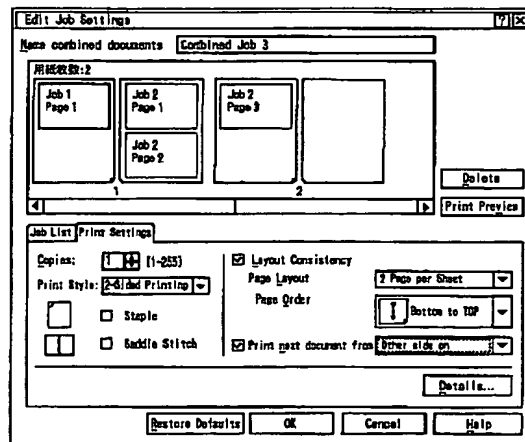 Edit Job Settings
Name combined documents Combined Job 3
用紙枚数:2
Job 1
Page 1
Job 2
Page 1
Job 2
Page 2
Job 2
Page 3
1
2
Delete
Print Preview
Job List Print Settings
Copies: 1 (1-255)
Print Style: 2-Sided Printing
Staple
Saddle Stitch
Layout Consistency
Page Layout 2 Page per Sheet
Page Order Bottom to TOP
Print next document from Other side on
Details...
Restore Defaults OK Cancel Help